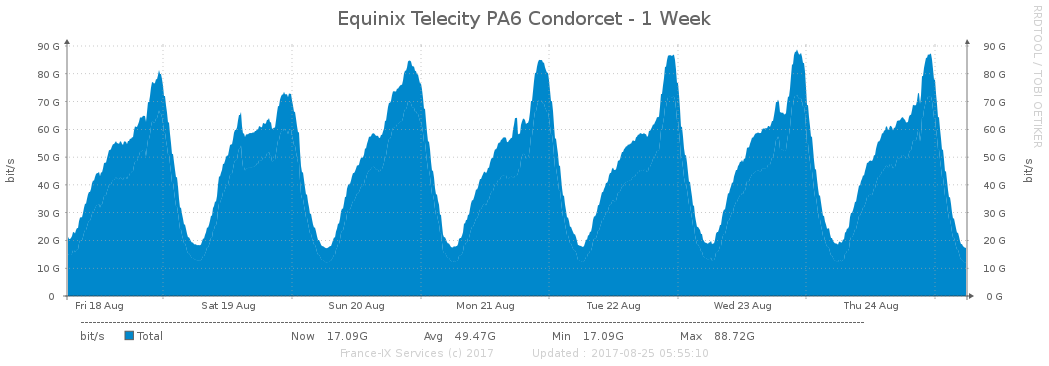 Equinix Telecity PA6 Condorcet - 1 Week
RRDTOOL / TOBI OETIKER
90 G 90 G
80 G 80 G
70 G 70 G
60 G 60 G
50 G 50 G
40 G 40 G
30 G 30 G
20 G 20 G
10 G 10 G
0 0 G
bit/s bit/s
Fri 18 Aug Sat 19 Aug Sun 20 Aug Mon 21 Aug Tue 22 Aug Wed 23 Aug Thu 24 Aug
bit/s Total Now 17.09G Avg 49.47G Min 17.09G Max 88.72G
France-IX Services (c) 2017 Updated : 2017-08-25 05:55:10